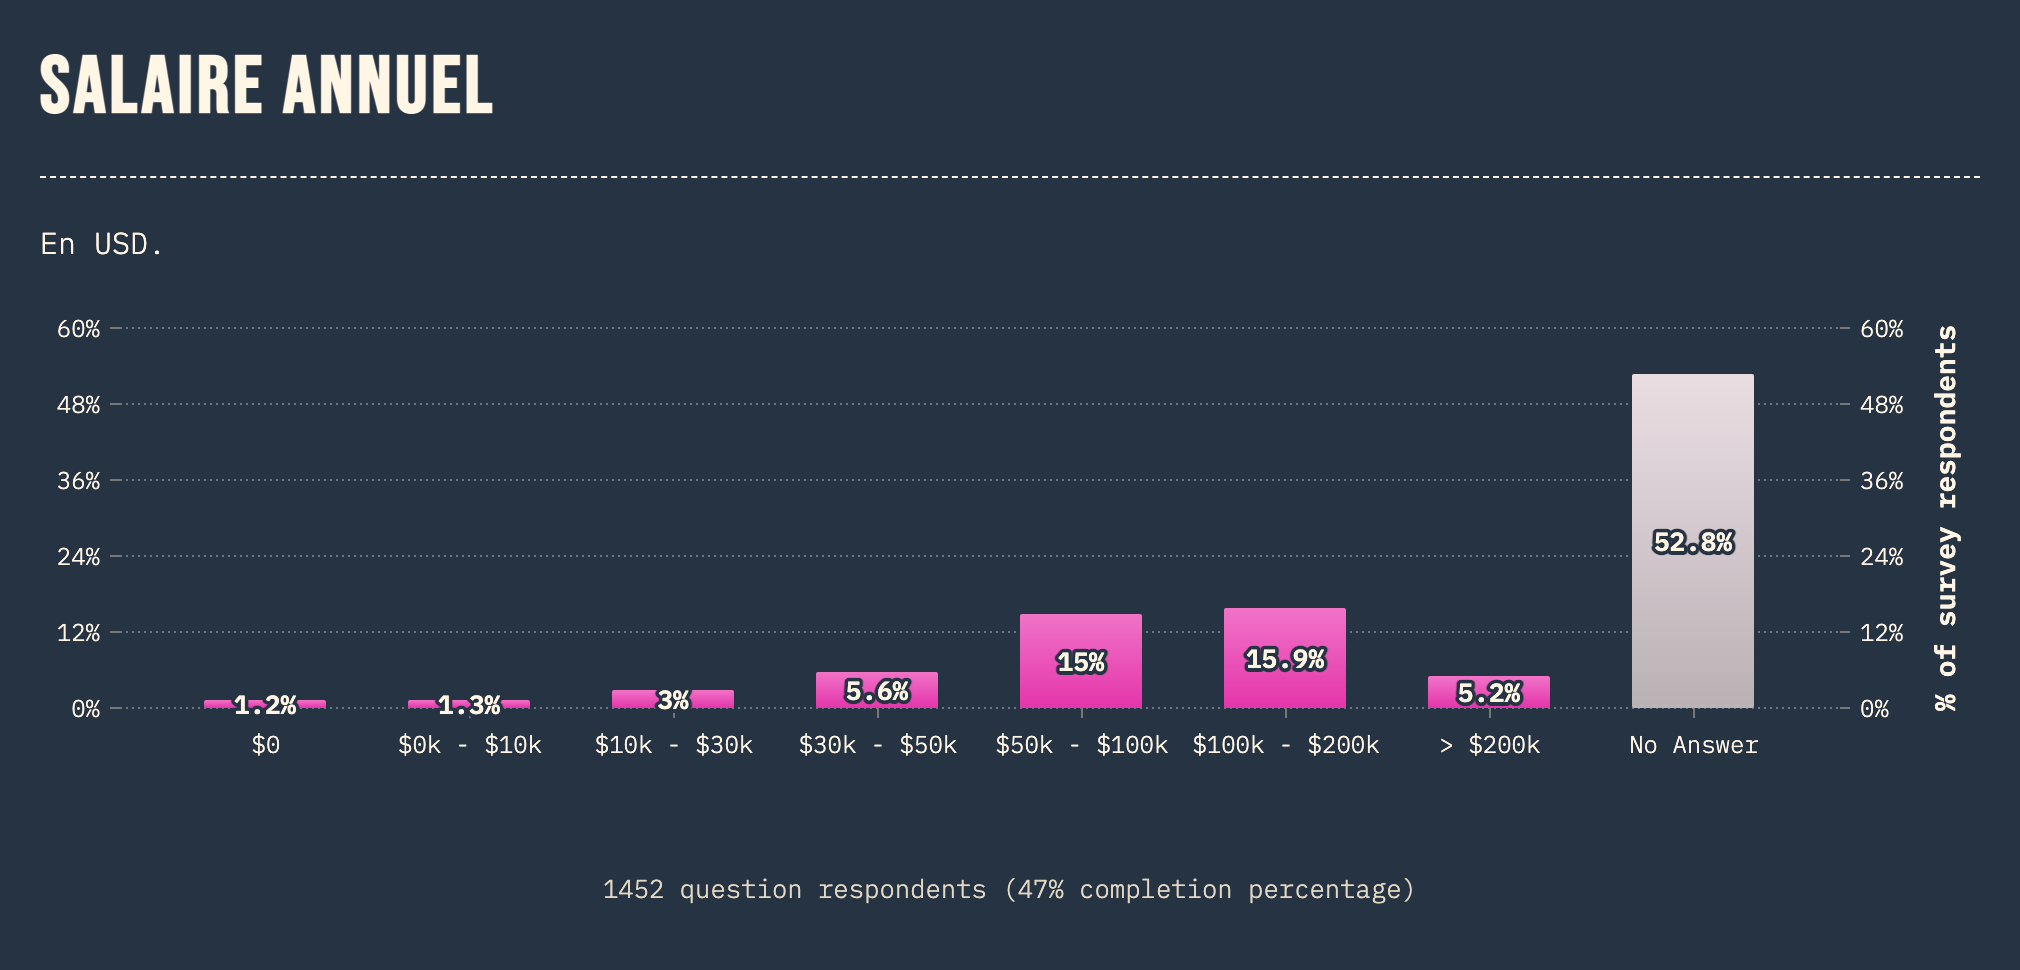 SALAIRE ANNUEL
En USD.
60% 60%
48% 48%
36% 36%
24% 24%
12% 12%
0% 0%
% of survey respondents
1.2% 1.3% 3% 5.6% 15% 15.9% 5.2% 52.8%
$0 $0k - $10k $10k - $30k $30k - $50k $50k - $100k $100k - $200k > $200k No Answer
1452 question respondents (47% completion percentage)